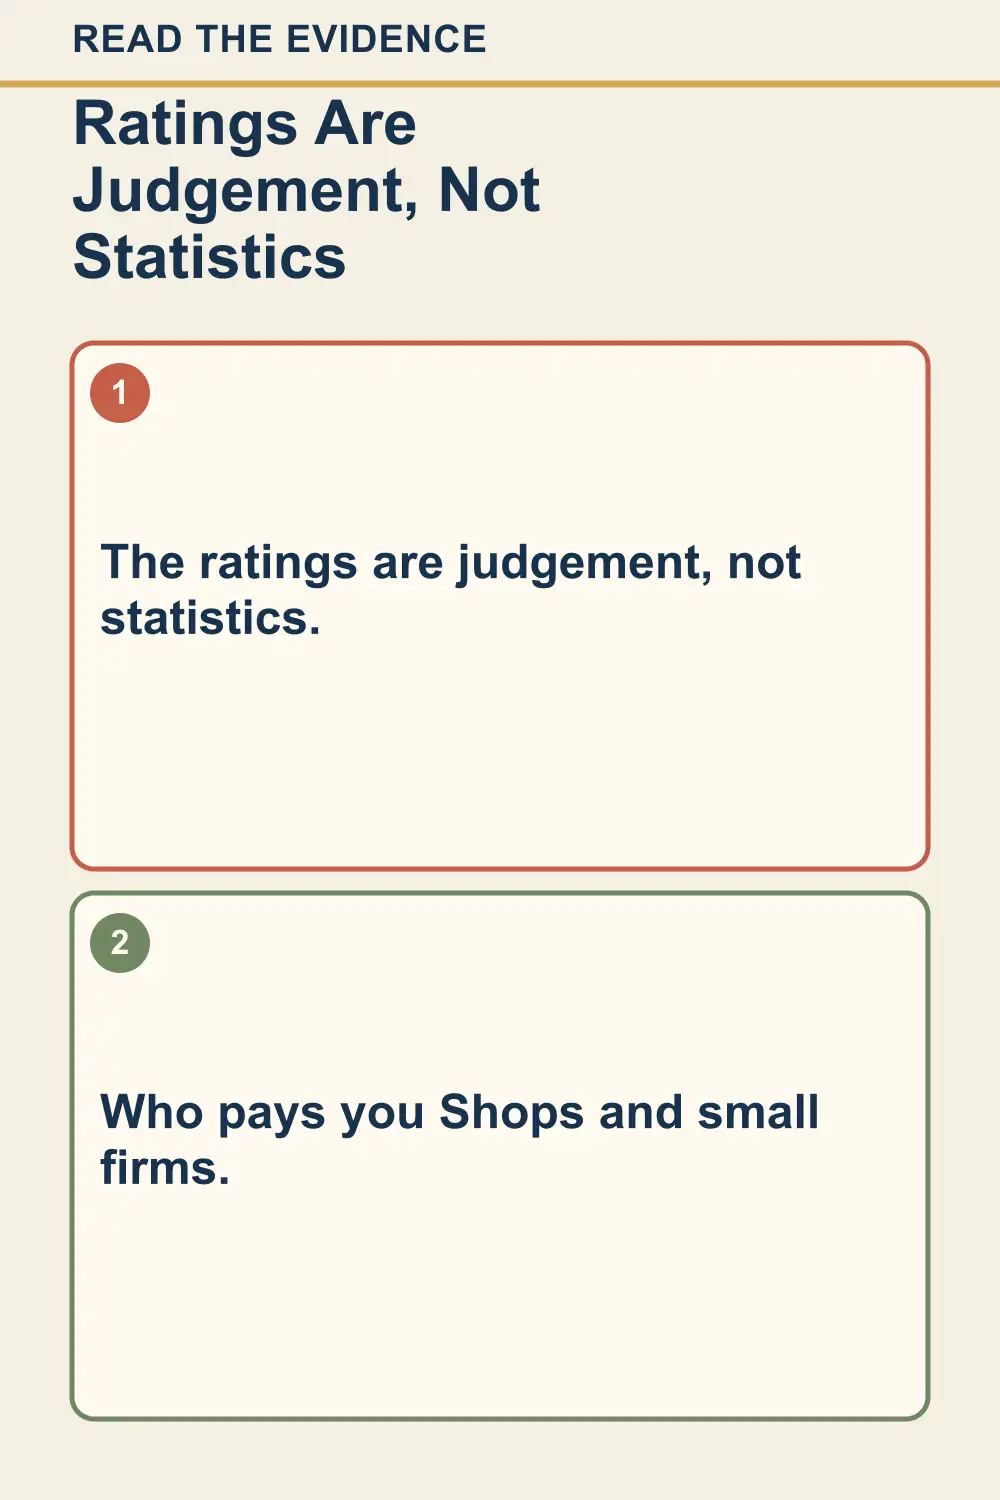 READ THE EVIDENCE
Ratings Are
Judgement, Not
Statistics
1
The ratings are judgement, not
statistics.
2
Who pays you Shops and small
firms.